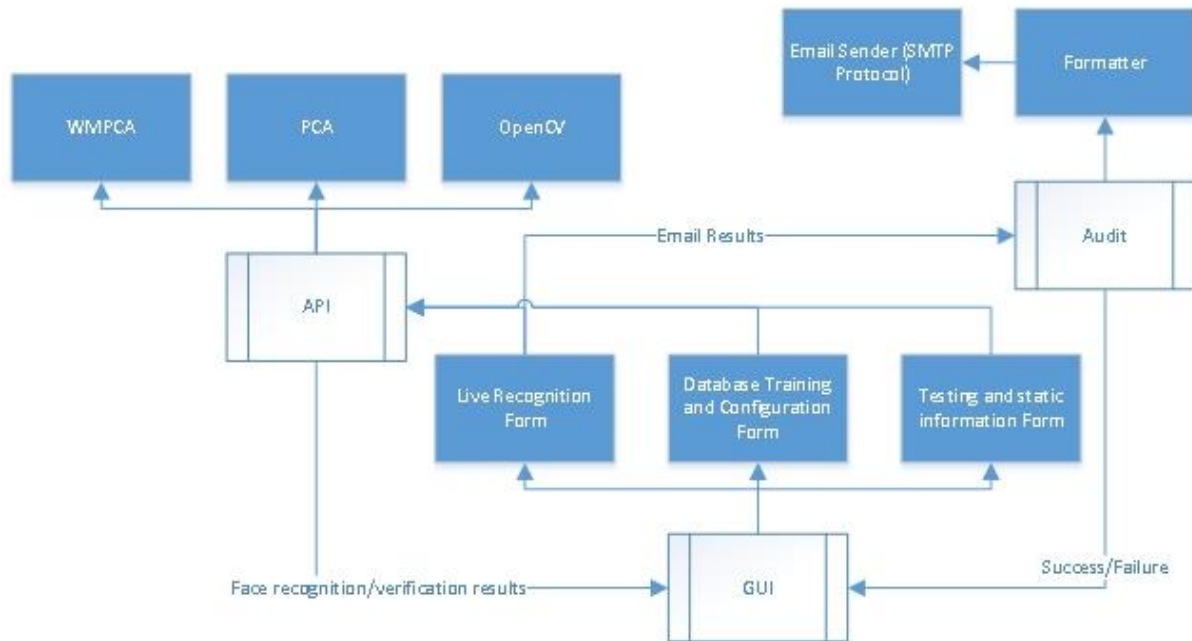 Email Sender (SMTP
Protocol)
Formatter
WMPCA
PCA
OpenCV
Email Results
Audit
API
Live Recognition
Form
Database Training
and Configuration
Form
Testing and static
information Form
Success/Failure
Face recognition/verification results
GUI